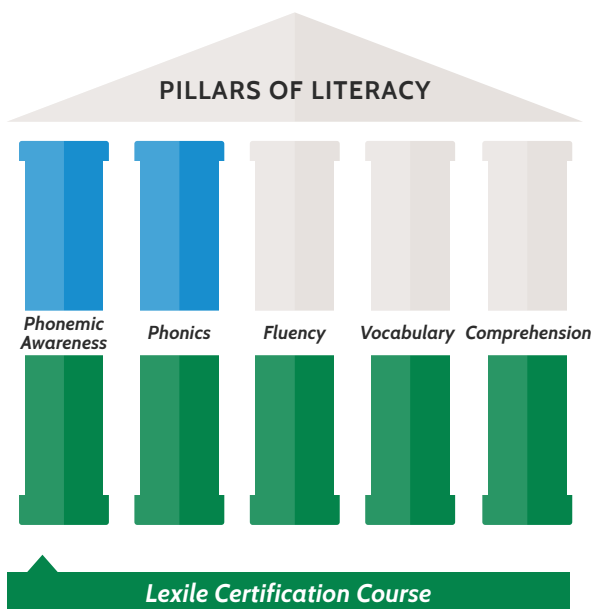 PILLARS OF LITERACY
Phonemic
Awareness
Phonics
Fluency
Vocabulary
Comprehension
Lexile Certification Course